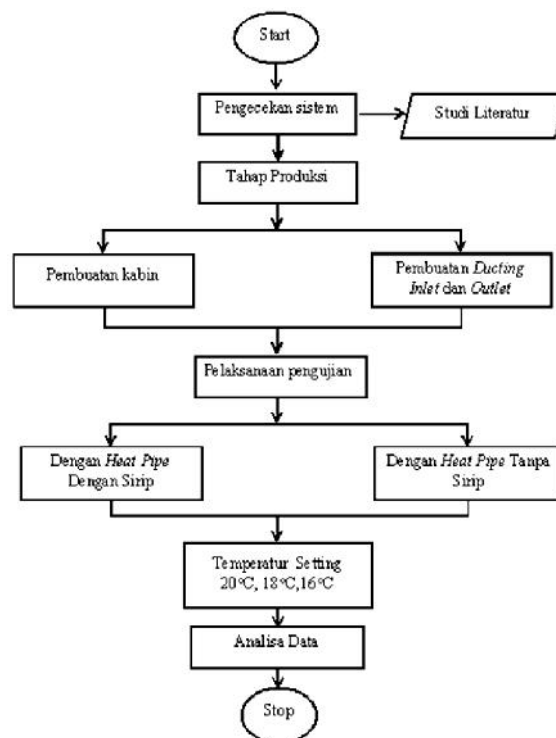 Start
Pengecekan sistem
Studi Literatur
Tahap Produksi
Pembuatan kabin
Pembuatan Ducting
Inlet dan Outlet
Pelaksanaan pengujian
Dengan Heat Pipe
Dengan Sirip
Dengan Heat Pipe Tanpa
Sirip
Temperatur Setting
20°C, 18°C,16°C
Analisa Data
Stop